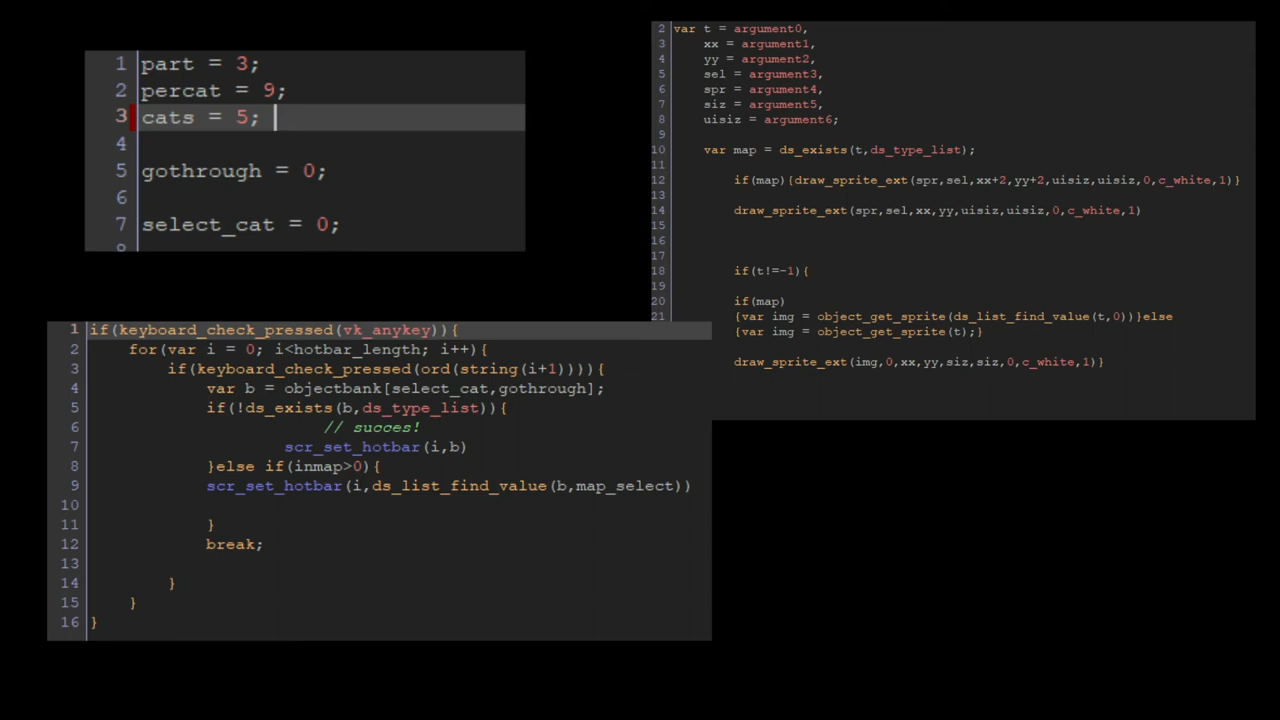 1 part = 3;
2 percat = 9;
3 cats = 5;
4
5 gothrough = 0;
6
7 select_cat = 0;
8
2 var t = argument0,
3 xx = argument1,
4 yy = argument2,
5 sel = argument3,
6 spr = argument4,
7 siz = argument5,
8 uisiz = argument6;
9
10 var map = ds_exists(t,ds_type_list);
11
12 if(map){draw_sprite_ext(spr,sel,xx+2,yy+2,uisiz,uisiz,0,c_white,1)}
13
14 draw_sprite_ext(spr,sel,xx,yy,uisiz,uisiz,0,c_white,1)
15
16
17
18 if(t!=-1){
19
20 if(map)
21 {var img = object_get_sprite(ds_list_find_value(t,0))}else
{var img = object_get_sprite(t);}
draw_sprite_ext(img,0,xx,yy,siz,siz,0,c_white,1)}
1 if(keyboard_check_pressed(vk_anykey)){
2 for(var i = 0; i<hotbar_length; i++){
3 if(keyboard_check_pressed(ord(string(i+1)))){
4 var b = objectbank[select_cat,gothrough];
5 if(!ds_exists(b,ds_type_list)){
6 // succes!
7 scr_set_hotbar(i,b)
8 }else if(inmap>0){
9 scr_set_hotbar(i,ds_list_find_value(b,map_select))
10
11 }
12 break;
13
14 }
15 }
16 }